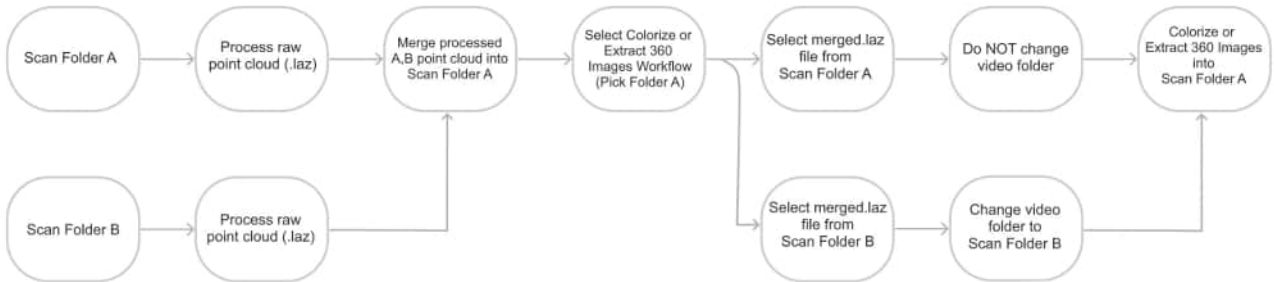 Scan Folder A
Process raw
point cloud (.laz)
Merge processed
A,B point cloud into
Scan Folder A
Select Colorize or
Extract 360
Images Workflow
(Pick Folder A)
Select merged.laz
file from
Scan Folder A
Do NOT change
video folder
Colorize or
Extract 360 Images
into
Scan Folder A
Scan Folder B
Process raw
point cloud (.laz)
Select merged.laz
file from
Scan Folder B
Change video
folder to
Scan Folder B